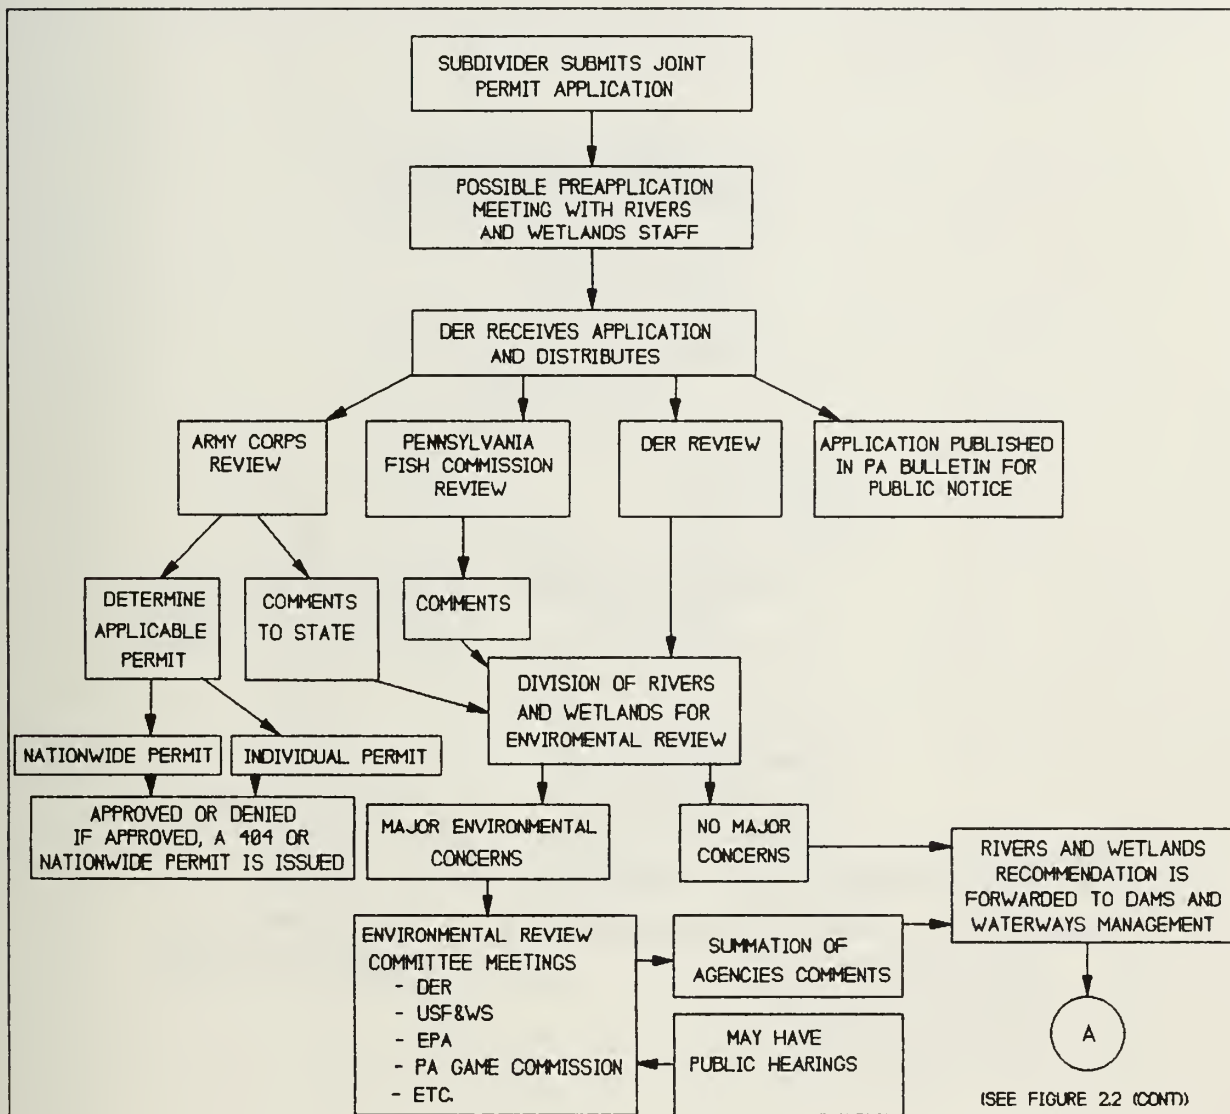 SUBDIVIDER SUBMITS JOINT
PERMIT APPLICATION
POSSIBLE PREAPPLICATION
MEETING WITH RIVERS
AND WETLANDS STAFF
DER RECEIVES APPLICATION
AND DISTRIBUTES
ARMY CORPS
REVIEW
PENNSYLVANIA
FISH COMMISSION
REVIEW
DER REVIEW
APPLICATION PUBLISHED
IN PA BULLETIN FOR
PUBLIC NOTICE
DETERMINE
APPLICABLE
PERMIT
COMMENTS
TO STATE
COMMENTS
DIVISION OF RIVERS
AND WETLANDS FOR
ENVIROMENTAL REVIEW
NATIONWIDE PERMIT
INDIVIDUAL PERMIT
APPROVED OR DENIED
IF APPROVED, A 404 OR
NATIONWIDE PERMIT IS ISSUED
MAJOR ENVIRONMENTAL
CONCERNS
NO MAJOR
CONCERNS
RIVERS AND WETLANDS
RECOMMENDATION IS
FORWARDED TO DAMS AND
WATERWAYS MANAGEMENT
ENVIRONMENTAL REVIEW
COMMITTEE MEETINGS
- DER
- USF&WS
- EPA
- PA GAME COMMISSION
- ETC.
SUMMATION OF
AGENCIES COMMENTS
MAY HAVE
PUBLIC HEARINGS
A
(SEE FIGURE 2.2 (CONT))